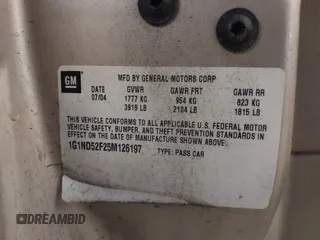 GM
MFD BY GENERAL MOTORS CORP
DATE GVWR GAWR FRT GAWR RR
07/04 1777 KG 954 KG 823 KG
3919 LB 2104 LB 1815 LB
THIS VEHICLE CONFORMS TO ALL APPLICABLE U.S. FEDERAL MOTOR
VEHICLE SAFETY, BUMPER, AND THEFT PREVENTION STANDARDS IN
EFFECT ON THE DATE OF MANUFACTURE SHOWN ABOVE.
1G1ND52F25M126197 TYPE: PASS CAR
DREAMBID